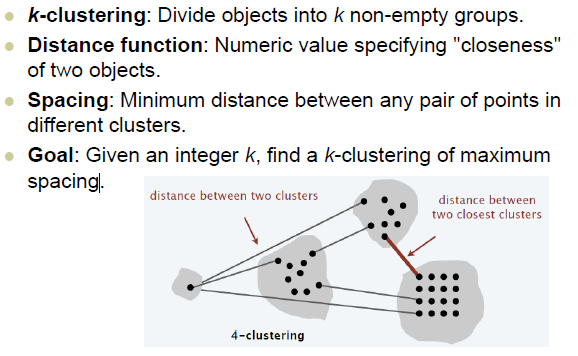 k-clustering: Divide objects into k non-empty groups.
Distance function: Numeric value specifying "closeness"
of two objects.
Spacing: Minimum distance between any pair of points in
different clusters.
Goal: Given an integer k, find a k-clustering of maximum
spacing.
distance between two clusters
distance between
two closest clusters
4-clustering